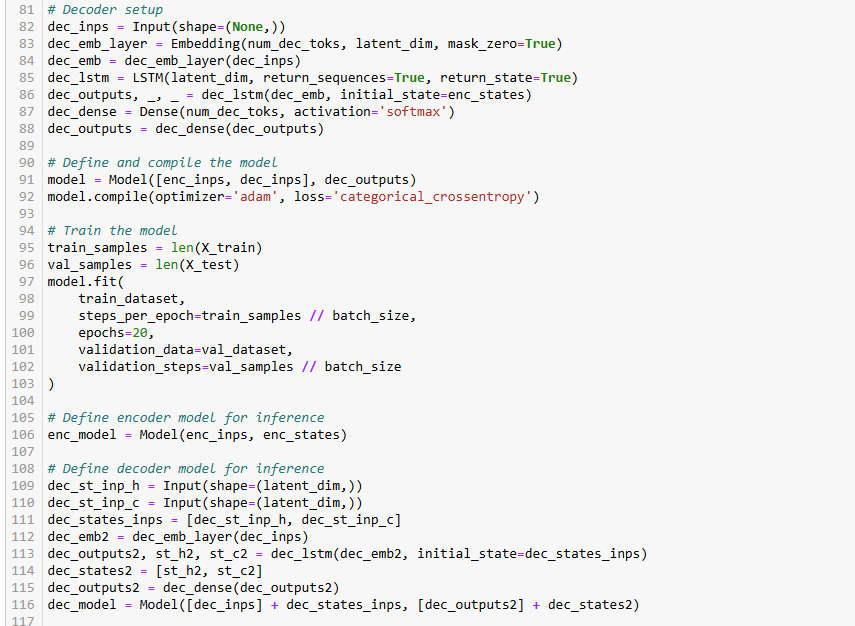 81 # Decoder setup
82 dec_inps = Input(shape=(None,))
83 dec_emb_layer = Embedding(num_dec_toks, latent_dim, mask_zero=True)
84 dec_emb = dec_emb_layer(dec_inps)
85 dec_lstm = LSTM(latent_dim, return_sequences=True, return_state=True)
86 dec_outputs, _, _ = dec_lstm(dec_emb, initial_state=enc_states)
87 dec_dense = Dense(num_dec_toks, activation='softmax')
88 dec_outputs = dec_dense(dec_outputs)
89
90 # Define and compile the model
91 model = Model([enc_inps, dec_inps], dec_outputs)
92 model.compile(optimizer='adam', loss='categorical_crossentropy')
93
94 # Train the model
95 train_samples = len(X_train)
96 val_samples = len(X_test)
97 model.fit(
98     train_dataset,
99     steps_per_epoch=train_samples // batch_size,
100     epochs=20,
101     validation_data=val_dataset,
102     validation_steps=val_samples // batch_size
103 )
104
105 # Define encoder model for inference
106 enc_model = Model(enc_inps, enc_states)
107
108 # Define decoder model for inference
109 dec_st_inp_h = Input(shape=(latent_dim,))
110 dec_st_inp_c = Input(shape=(latent_dim,))
111 dec_states_inps = [dec_st_inp_h, dec_st_inp_c]
112 dec_emb2 = dec_emb_layer(dec_inps)
113 dec_outputs2, st_h2, st_c2 = dec_lstm(dec_emb2, initial_state=dec_states_inps)
114 dec_states2 = [st_h2, st_c2]
115 dec_outputs2 = dec_dense(dec_outputs2)
116 dec_model = Model([dec_inps] + dec_states_inps, [dec_outputs2] + dec_states2)
117